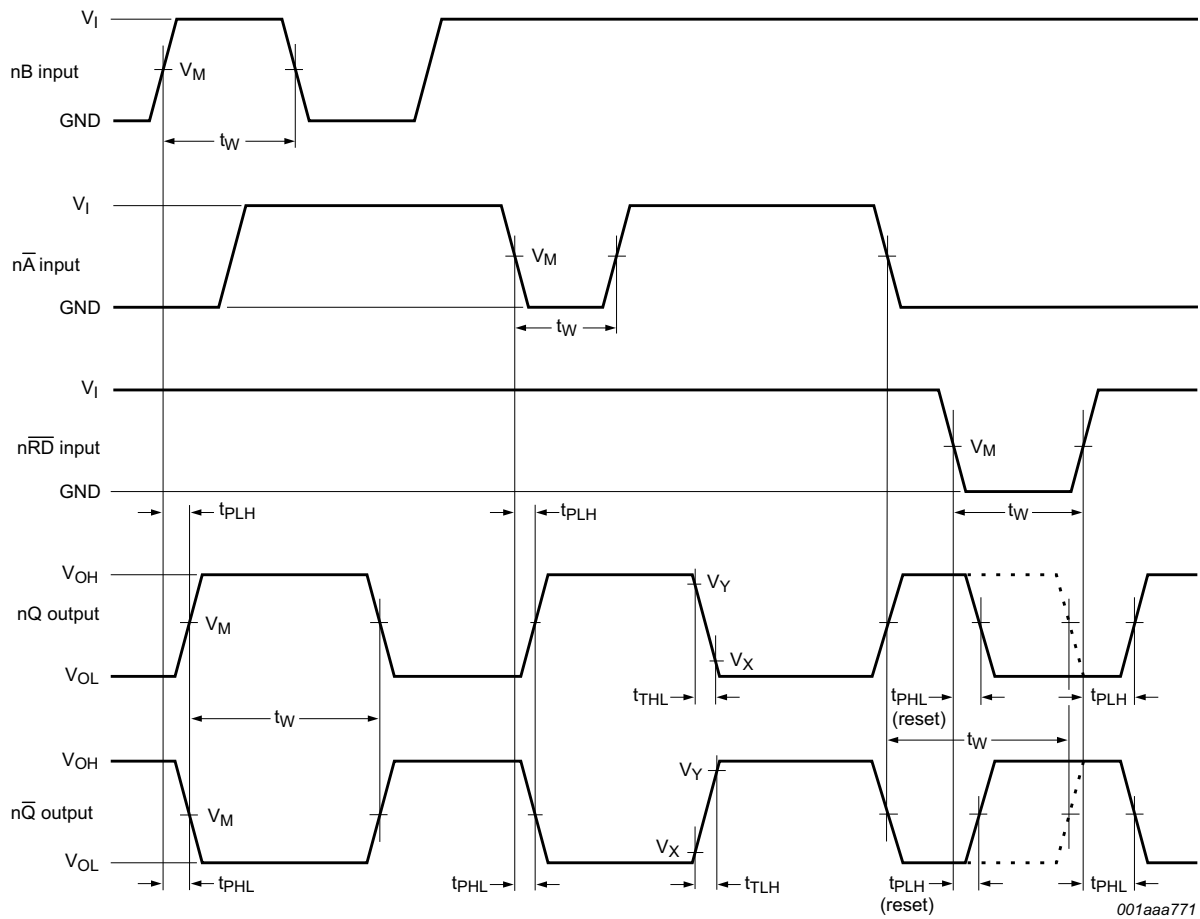 VI
nB input
VM
GND
tW
VI
nA̅ input
VM
GND
tW
VI
nR̅D̅ input
VM
GND
tW
tPLH
tPLH
VOH
VY
nQ output
VM
VX
VOL
tTHL
tPHL
(reset)
tPLH
tW
tW
VOH
VY
nQ̅ output
VM
VX
VOL
tPHL
tPHL
tTLH
tPLH
(reset)
tPHL
001aaa771